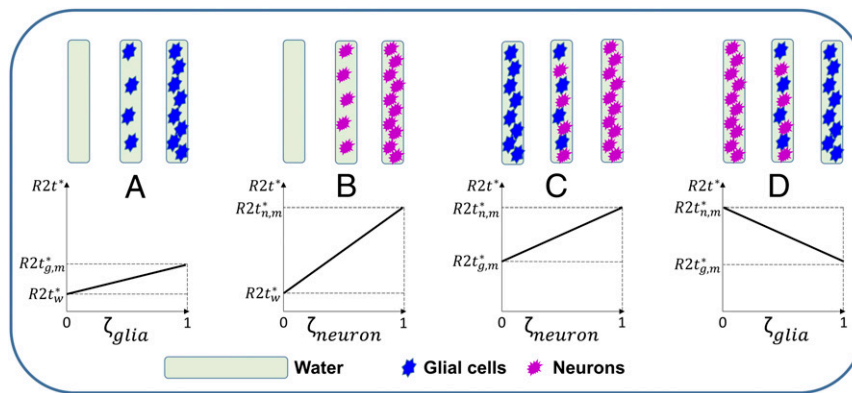 A B C D
R2t* R2t* R2t* R2t*
R2t*n,m R2t*n,m R2t*n,m
R2t*g,m R2t*g,m R2t*g,m
R2t*w R2t*w
0 1 0 1 0 1 0 1
ζglia ζneuron ζneuron ζglia
Water Glial cells Neurons